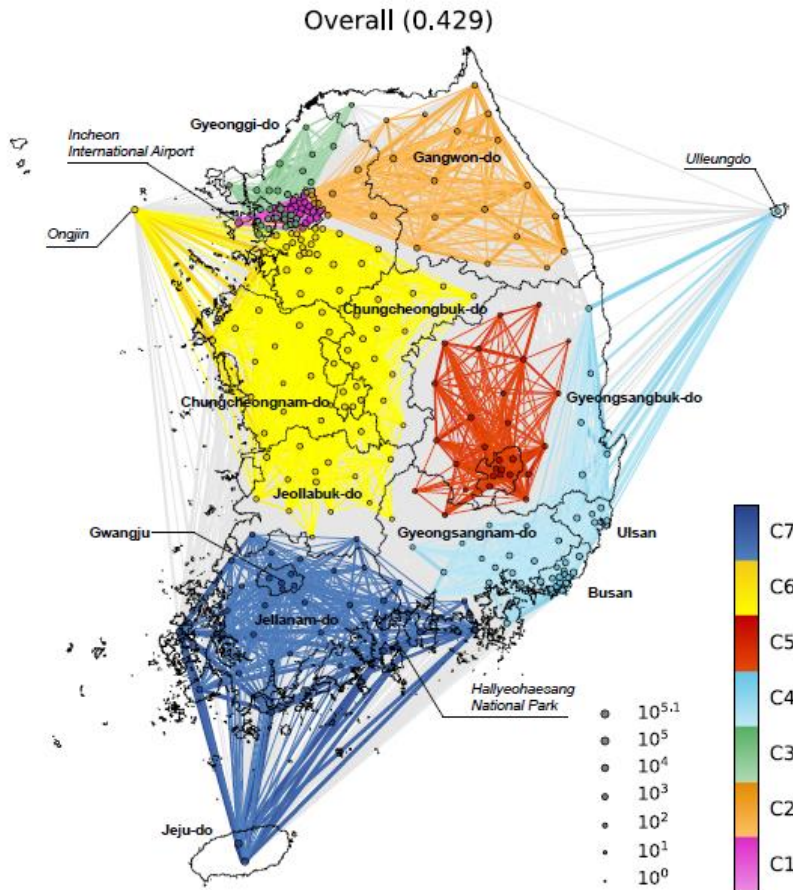 Overall (0.429)
Gyeonggi-do
Incheon
International Airport
Gangwon-do
Ulleungdo
R
Ongjin
Chungcheongbuk-do
Chungcheongnam-do
Gyeongsangbuk-do
Jeollabuk-do
Gwangju
Gyeongsangnam-do
Ulsan
Busan
Jellanam-do
Hallyeohaesang
National Park
Jeju-do
10^5.1
10^5
10^4
10^3
10^2
10^1
10^0
C7
C6
C5
C4
C3
C2
C1